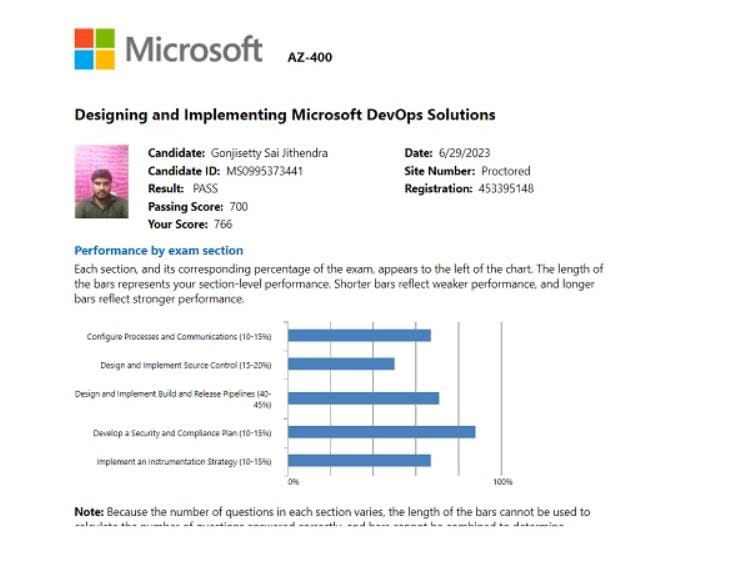 Microsoft AZ-400
Designing and Implementing Microsoft DevOps Solutions
Candidate: Gonjisetty Sai Jithendra
Candidate ID: MS0995373441
Result: PASS
Passing Score: 700
Your Score: 766
Date: 6/29/2023
Site Number: Proctored
Registration: 453395148
Performance by exam section
Each section, and its corresponding percentage of the exam, appears to the left of the chart. The length of
the bars represents your section-level performance. Shorter bars reflect weaker performance, and longer
bars reflect stronger performance.
Configure Processes and Communications (10-15%)
Design and Implement Source Control (15-20%)
Design and Implement Build and Release Pipelines (40-
45%)
Develop a Security and Compliance Plan (10-15%)
Implement an Instrumentation Strategy (10-15%)
0% 100%
Note: Because the number of questions in each section varies, the length of the bars cannot be used to